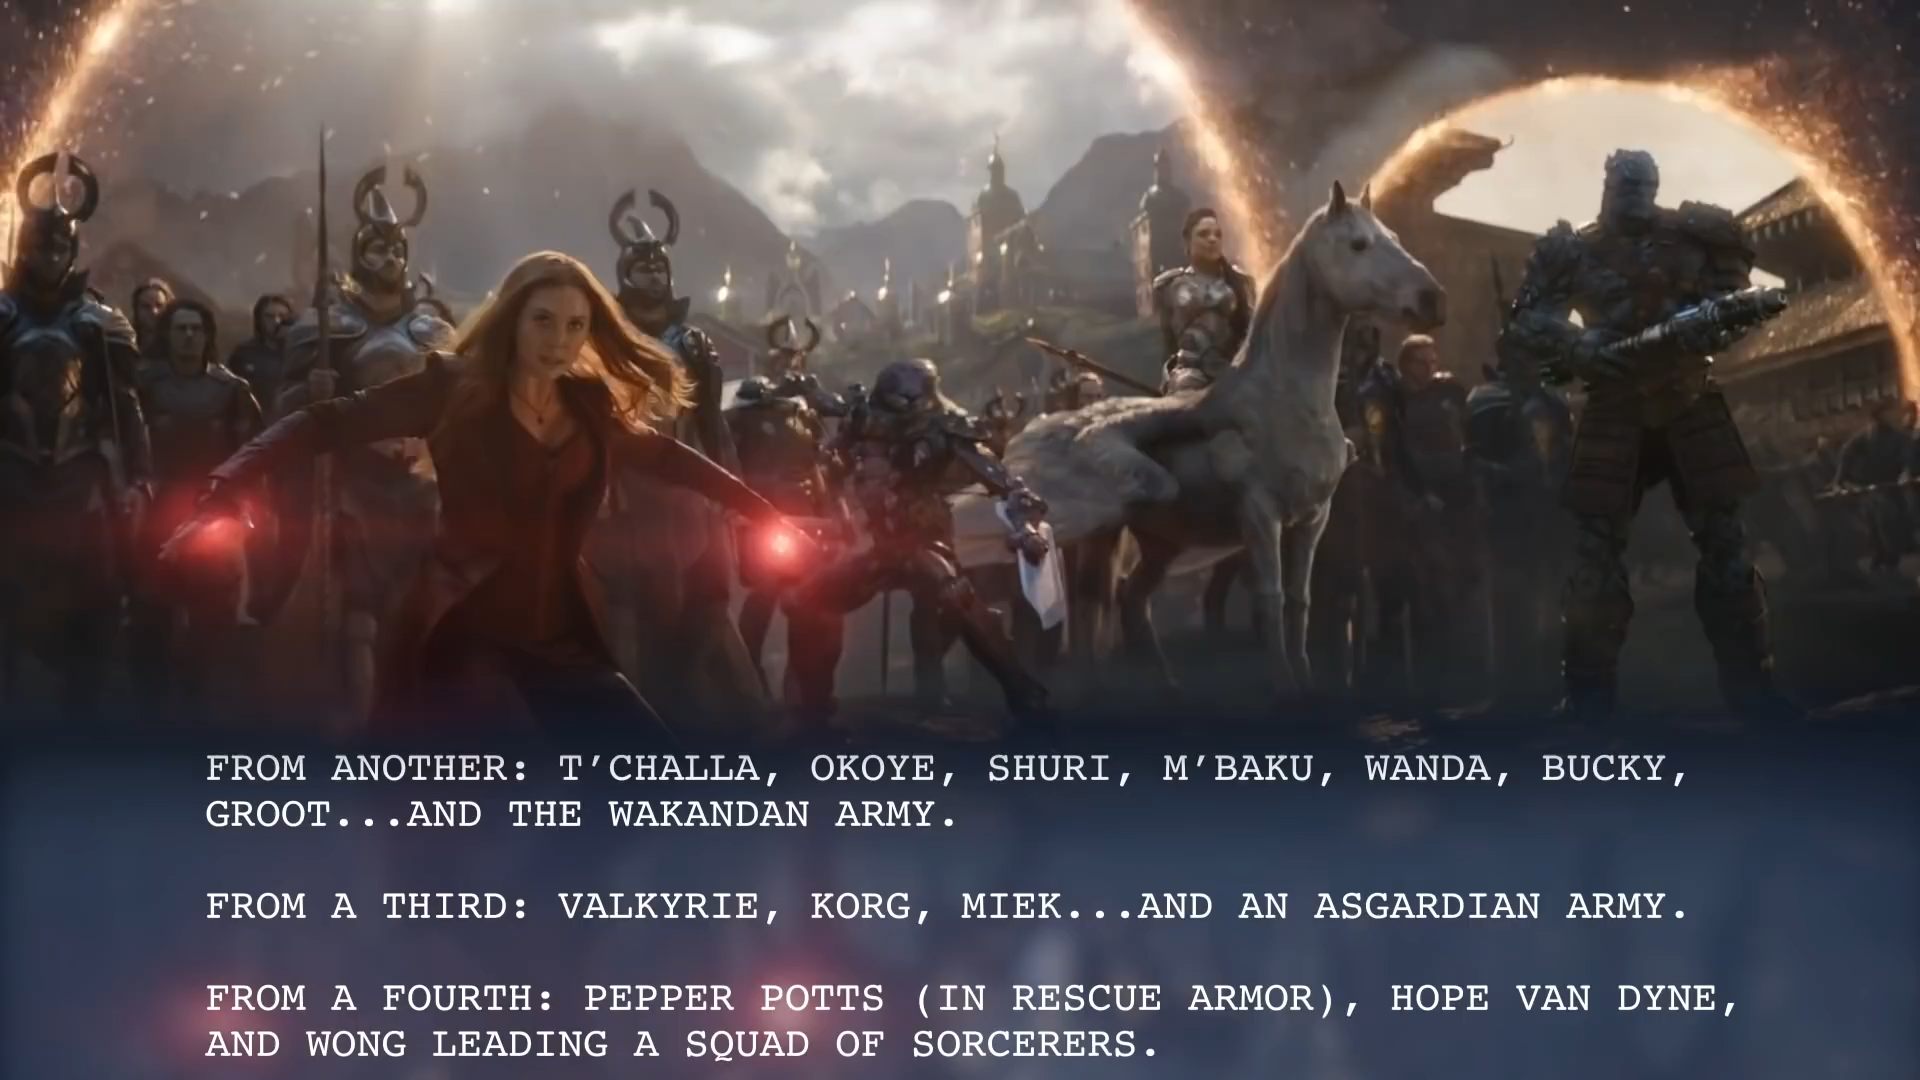 FROM ANOTHER: T'CHALLA, OKOYE, SHURI, M'BAKU, WANDA, BUCKY,
GROOT...AND THE WAKANDAN ARMY.
FROM A THIRD: VALKYRIE, KORG, MIEK...AND AN ASGARDIAN ARMY.
FROM A FOURTH: PEPPER POTTS (IN RESCUE ARMOR), HOPE VAN DYNE,
AND WONG LEADING A SQUAD OF SORCERERS.